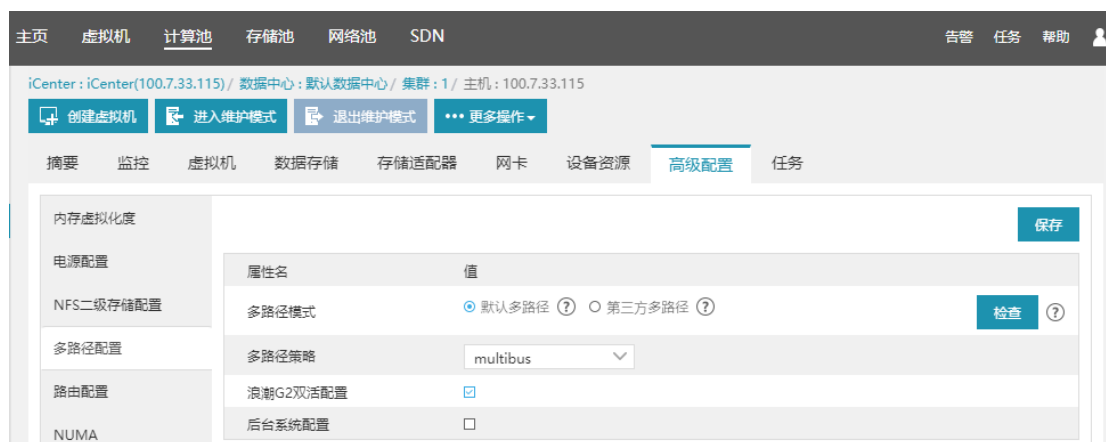 主页 虚拟机 计算池 存储池 网络池 SDN 告警 任务 帮助
iCenter : iCenter(100.7.33.115) / 数据中心 : 默认数据中心 / 集群 : 1 / 主机 : 100.7.33.115
创建虚拟机 进入维护模式 退出维护模式 ••• 更多操作
摘要 监控 虚拟机 数据存储 存储适配器 网卡 设备资源 高级配置 任务
内存虚拟化度
保存
电源配置
属性名 值
NFS二级存储配置
多路径模式 默认多路径 ? 第三方多路径 ? 检查 ?
多路径配置
多路径策略 multibus
路由配置
浪潮G2双活配置
后台系统配置
NUMA